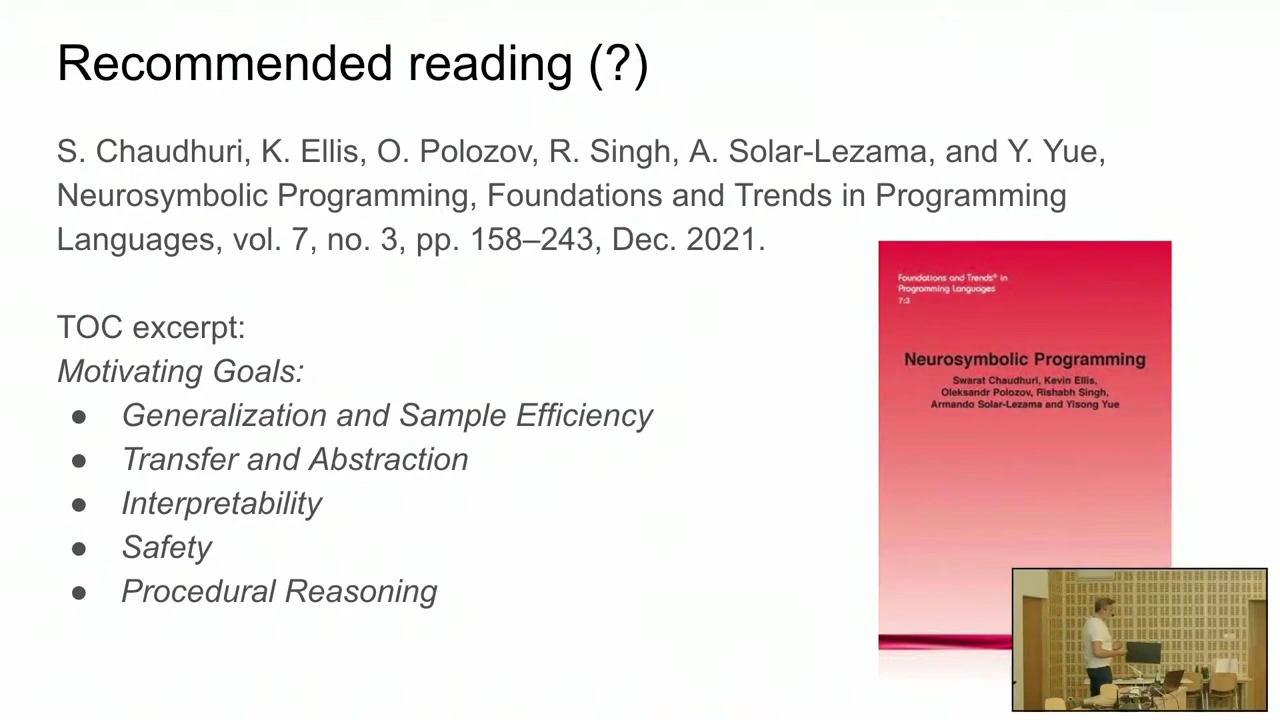 Recommended reading (?)
S. Chaudhuri, K. Ellis, O. Polozov, R. Singh, A. Solar-Lezama, and Y. Yue,
Neurosymbolic Programming, Foundations and Trends in Programming
Languages, vol. 7, no. 3, pp. 158–243, Dec. 2021.
TOC excerpt:
Motivating Goals:
● Generalization and Sample Efficiency
● Transfer and Abstraction
● Interpretability
● Safety
● Procedural Reasoning
Foundations and Trends® in
Programming Languages
7:3
Neurosymbolic Programming
Swarat Chaudhuri, Kevin Ellis,
Oleksandr Polozov, Rishabh Singh,
Armando Solar-Lezama and Yisong Yue